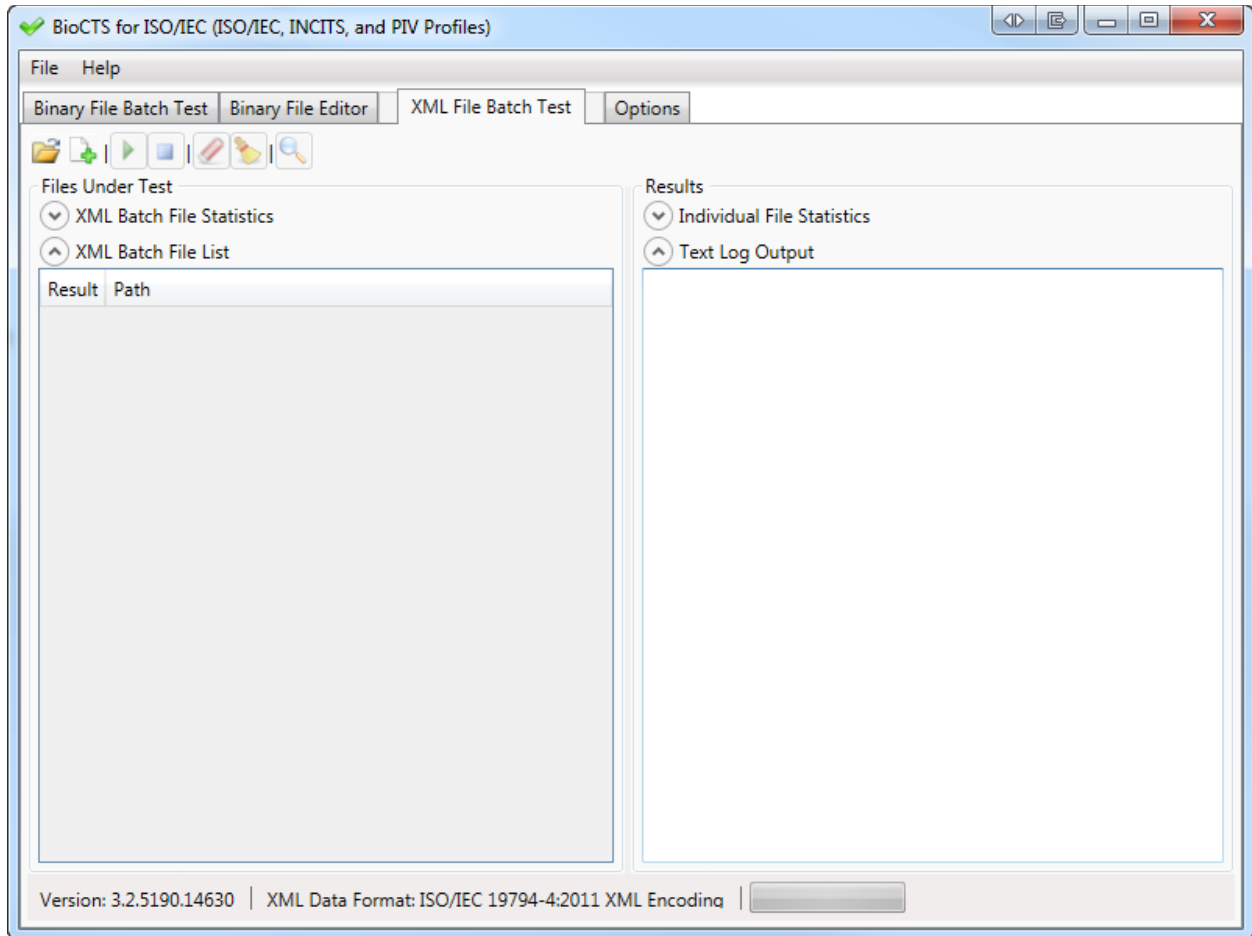 BioCTS for ISO/IEC (ISO/IEC, INCITS, and PIV Profiles)
File Help
Binary File Batch Test Binary File Editor XML File Batch Test Options
Files Under Test
XML Batch File Statistics
XML Batch File List
Result Path
Results
Individual File Statistics
Text Log Output
Version: 3.2.5190.14630 XML Data Format: ISO/IEC 19794-4:2011 XML Encoding